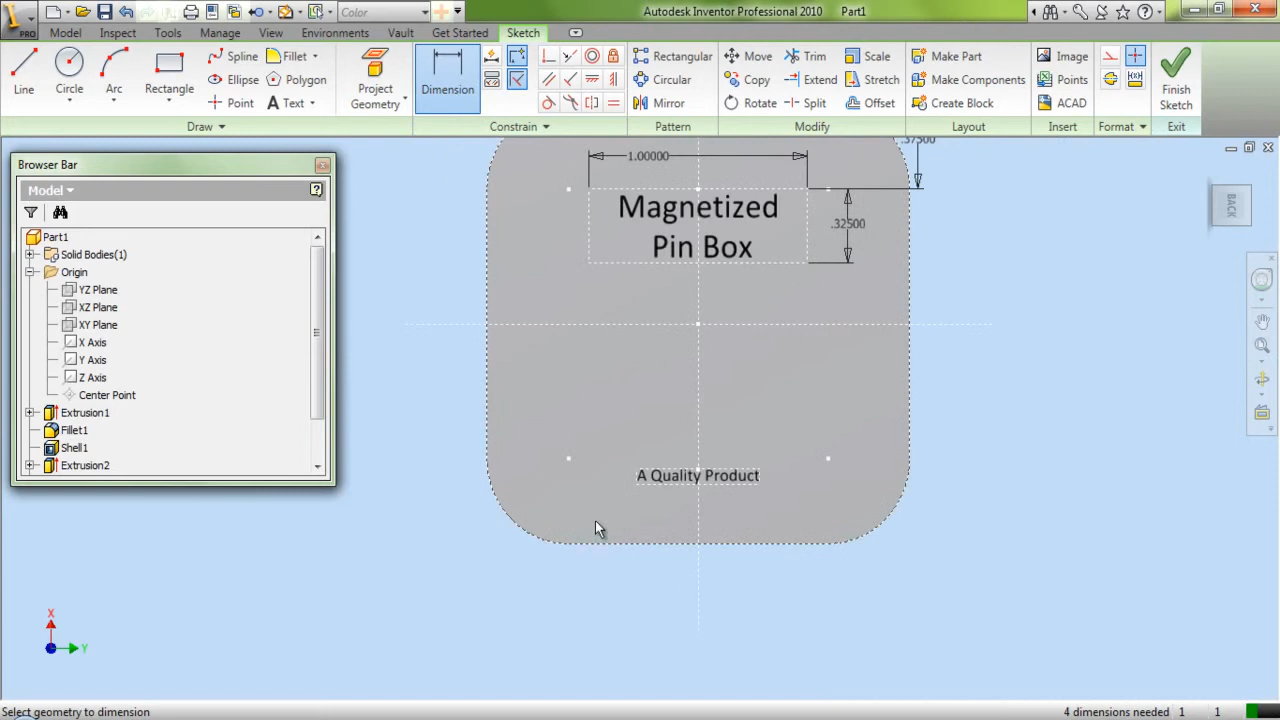 PRO
Color
Autodesk Inventor Professional 2010 Part1
Model Inspect Tools Manage View Environments Vault Get Started Sketch
Line
Circle
Arc
Rectangle
Spline
Fillet
Ellipse
Polygon
Point
Text
Draw
Project
Geometry
Dimension
Constrain
Rectangular
Circular
Mirror
Pattern
Move
Trim
Scale
Copy
Extend
Stretch
Rotate
Split
Offset
Modify
Make Part
Make Components
Create Block
Layout
Image
Points
ACAD
Insert
Format
Finish
Sketch
Exit
Browser Bar
Model
Part1
Solid Bodies(1)
Origin
YZ Plane
XZ Plane
XY Plane
X Axis
Y Axis
Z Axis
Center Point
Extrusion1
Fillet1
Shell1
Extrusion2
.37500
1.00000
Magnetized
Pin Box
.32500
A Quality Product
BACK
X
Y
Select geometry to dimension
4 dimensions needed 1 1